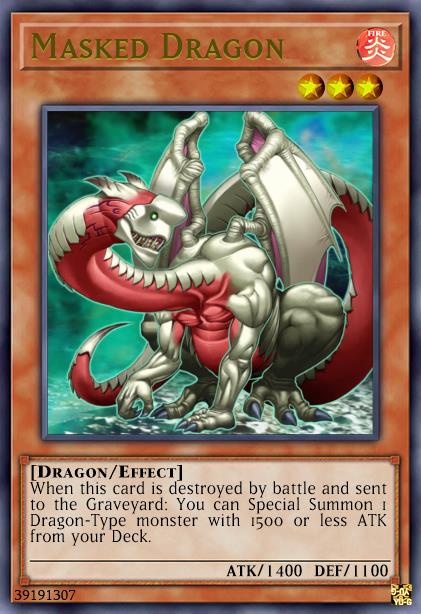 Masked Dragon
FIRE
炎
[Dragon/Effect]
When this card is destroyed by battle and sent
to the Graveyard: You can Special Summon 1
Dragon-Type monster with 1500 or less ATK
from your Deck.
ATK/1400 DEF/1100
39191307